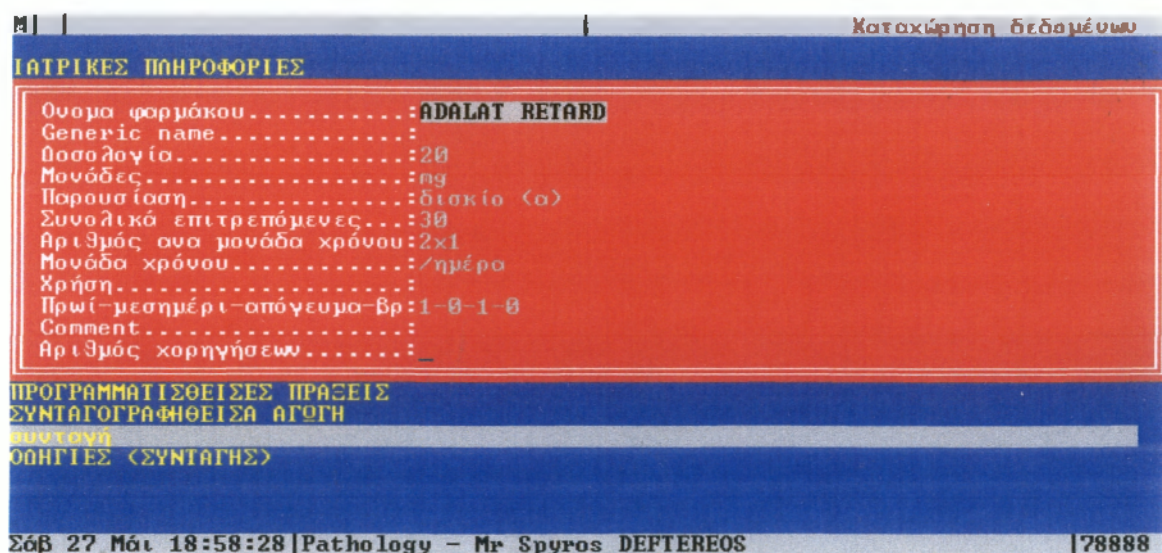 M| | | Καταχώρηση δεδομένων
ΙΑΤΡΙΚΕΣ ΠΛΗΡΟΦΟΡΙΕΣ
Ονομα φαρμάκου............:ADALAT RETARD
Generic name..............:
Δοσολογία.................:20
Μονάδες...................:mg
Παρουσίαση................:δισκίο (α)
Συνολικά επιτρεπόμενες...:30
Αριθμός ανα μονάδα χρόνου:2x1
Μονάδα χρόνου.............:/ημέρα
Χρήση.....................:
Πρωί-μεσημέρι-απόγευμα-βρ:1-0-1-0
Comment...................:
Αριθμός χορηγήσεων.......:_
ΠΡΟΓΡΑΜΜΑΤΙΣΘΕΙΣΕΣ ΠΡΑΞΕΙΣ
ΣΥΝΤΑΓΟΓΡΑΦΗΘΕΙΣΑ ΑΓΩΓΗ
συνταγή
ΟΔΗΓΙΕΣ (ΣΥΝΤΑΓΗΣ)
Σάβ 27 Μάι 18:58:28|Pathology - Mr Spyros DEFTEREOS |78888